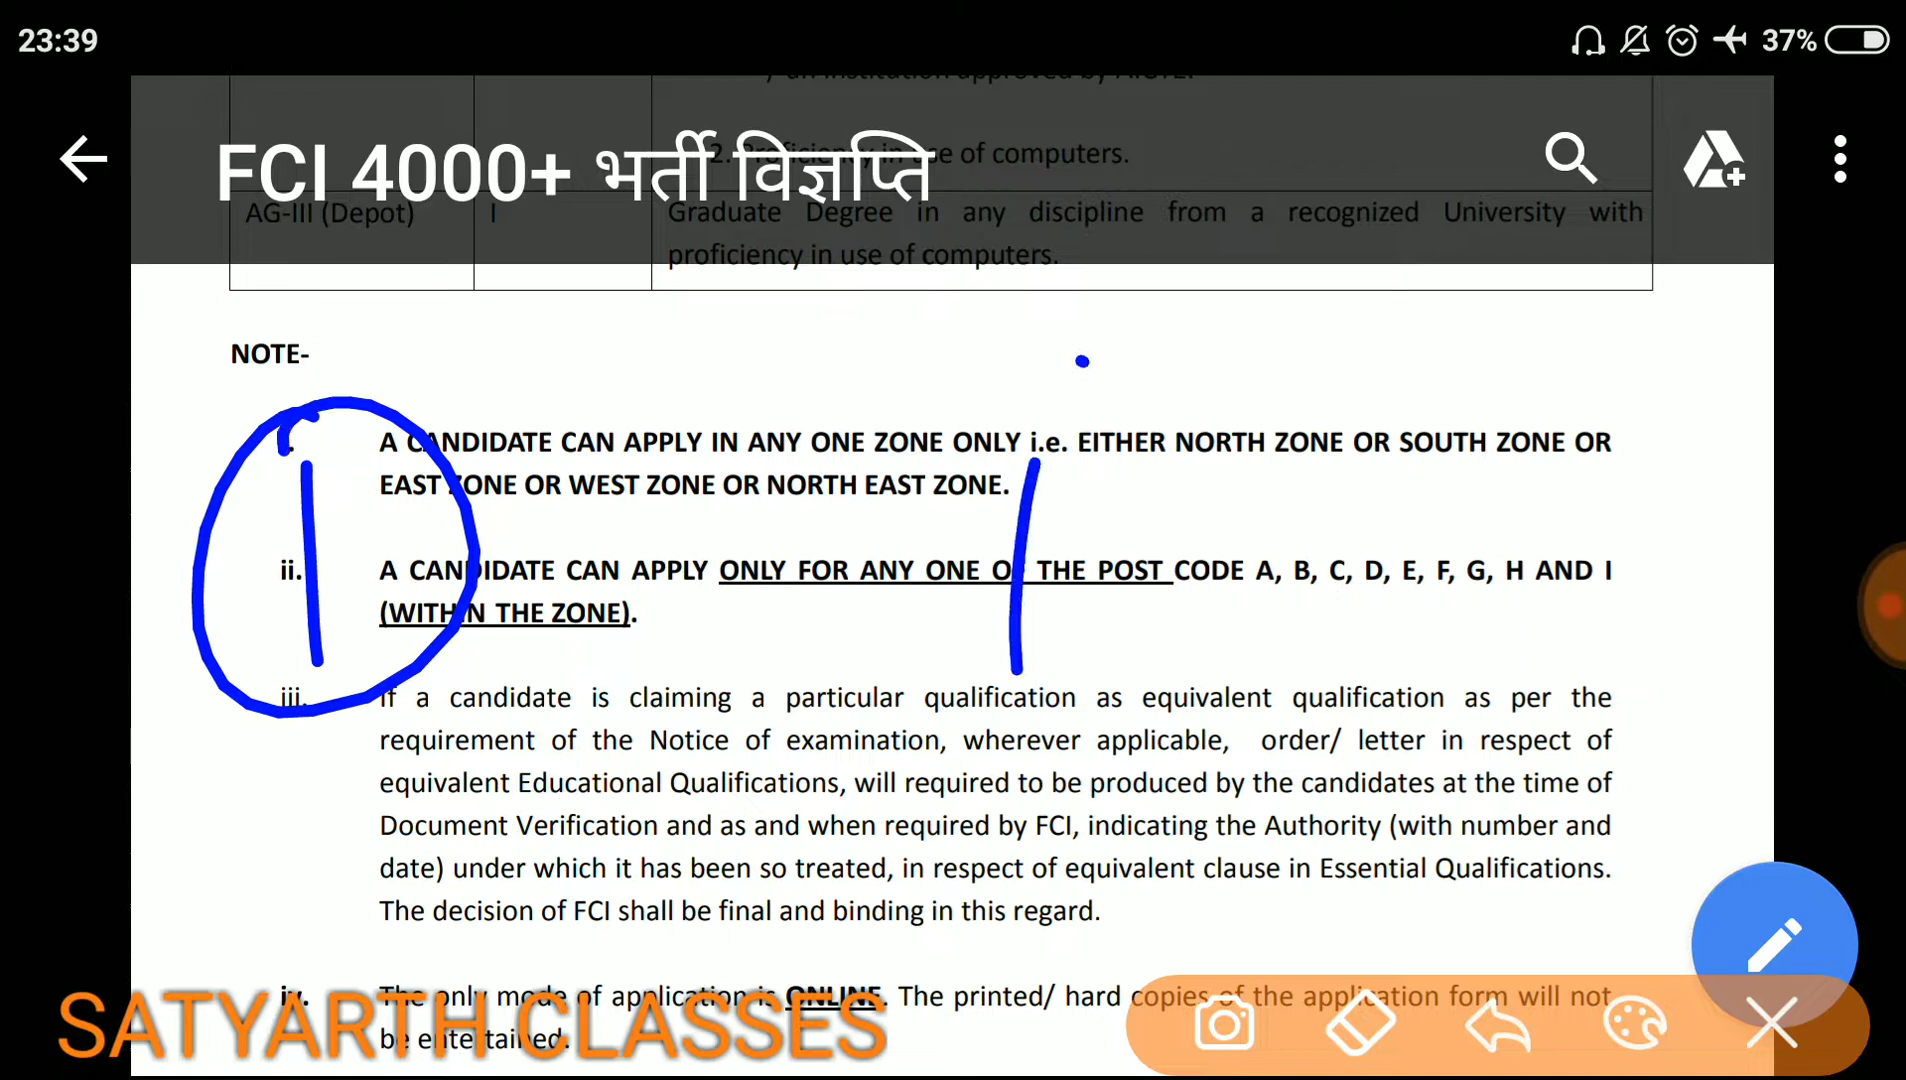 23:39
37%
an institution approved by AICTE.
FCI 4000+ भर्ती विज्ञप्ति
2. Proficiency in use of computers.
AG-III (Depot) I Graduate Degree in any discipline from a recognized University with
proficiency in use of computers.
NOTE-
i. A CANDIDATE CAN APPLY IN ANY ONE ZONE ONLY i.e. EITHER NORTH ZONE OR SOUTH ZONE OR
EAST ZONE OR WEST ZONE OR NORTH EAST ZONE.
ii. A CANDIDATE CAN APPLY ONLY FOR ANY ONE OF THE POST CODE A, B, C, D, E, F, G, H AND I
(WITHIN THE ZONE).
iii. If a candidate is claiming a particular qualification as equivalent qualification as per the
requirement of the Notice of examination, wherever applicable, order/ letter in respect of
equivalent Educational Qualifications, will required to be produced by the candidates at the time of
Document Verification and as and when required by FCI, indicating the Authority (with number and
date) under which it has been so treated, in respect of equivalent clause in Essential Qualifications.
The decision of FCI shall be final and binding in this regard.
iv. The only mode of application is ONLINE. The printed/ hard copies of the application form will not
be entertained.
SATYARTH CLASSES